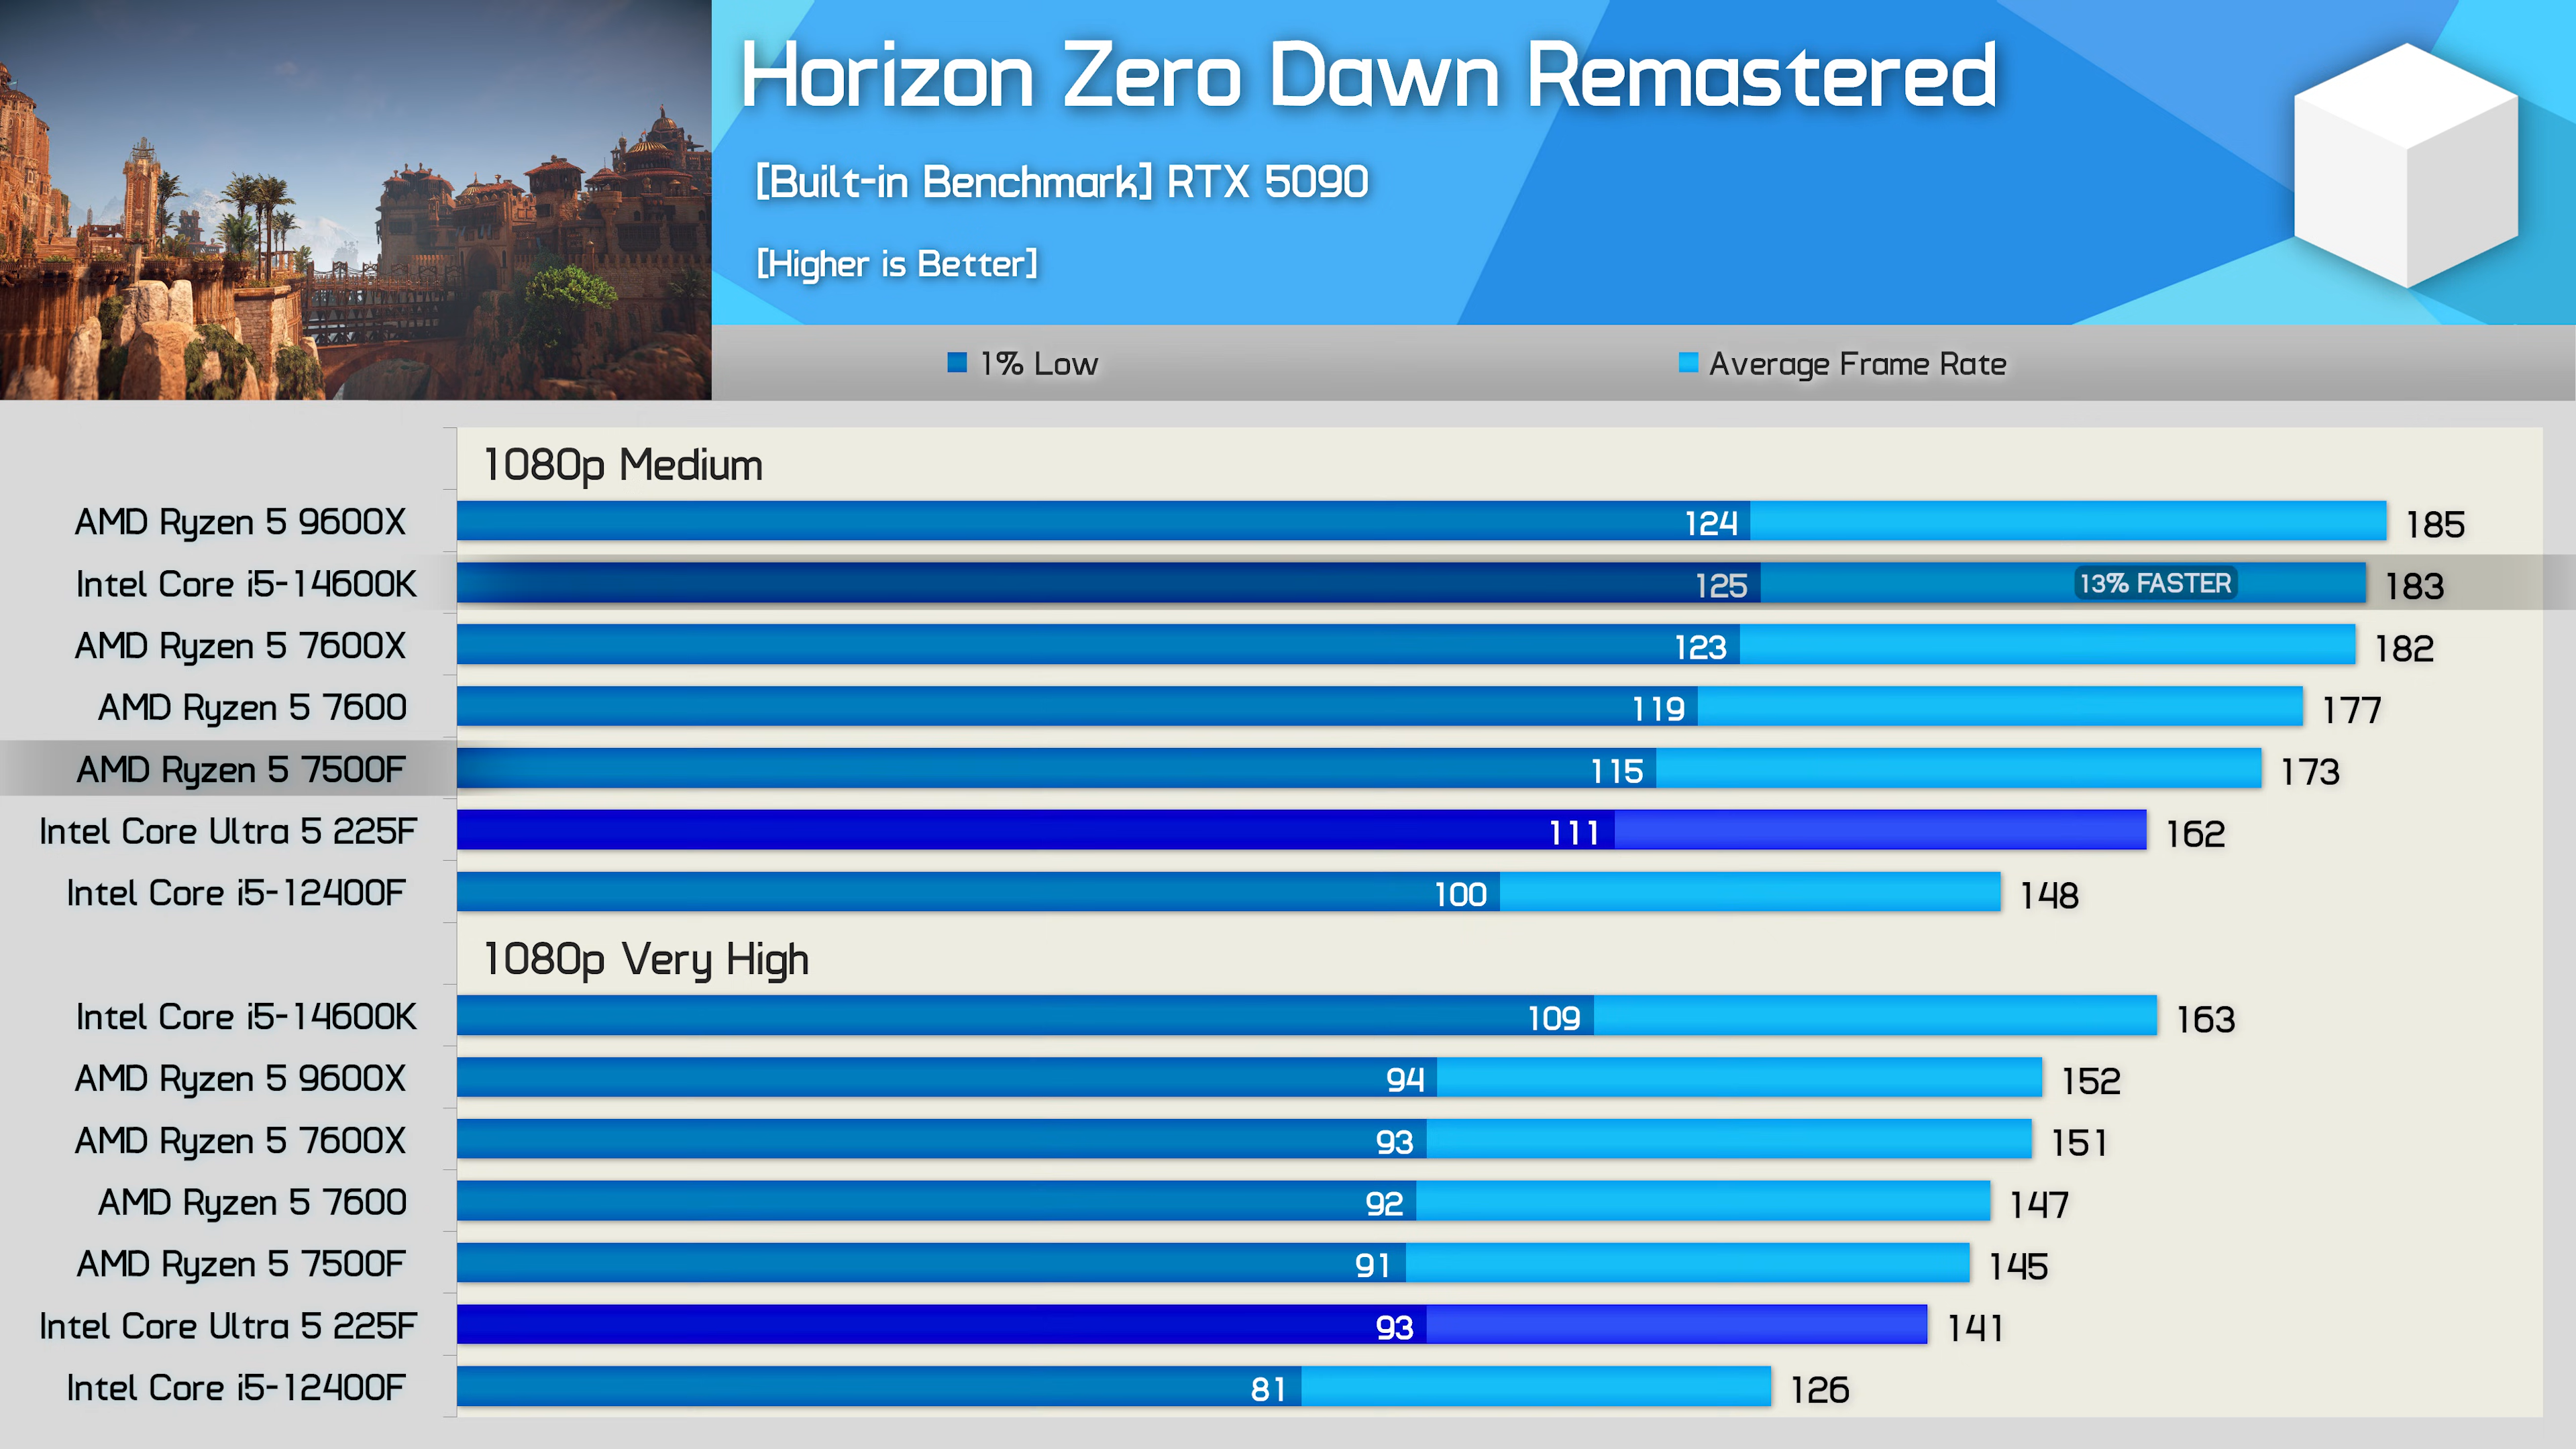 Horizon Zero Dawn Remastered
[Built-in Benchmark] RTX 5090
[Higher is Better]
1% Low Average Frame Rate
1080p Medium
AMD Ryzen 5 9600X 124 185
Intel Core i5-14600K 125 13% FASTER 183
AMD Ryzen 5 7600X 123 182
AMD Ryzen 5 7600 119 177
AMD Ryzen 5 7500F 115 173
Intel Core Ultra 5 225F 111 162
Intel Core i5-12400F 100 148
1080p Very High
Intel Core i5-14600K 109 163
AMD Ryzen 5 9600X 94 152
AMD Ryzen 5 7600X 93 151
AMD Ryzen 5 7600 92 147
AMD Ryzen 5 7500F 91 145
Intel Core Ultra 5 225F 93 141
Intel Core i5-12400F 81 126